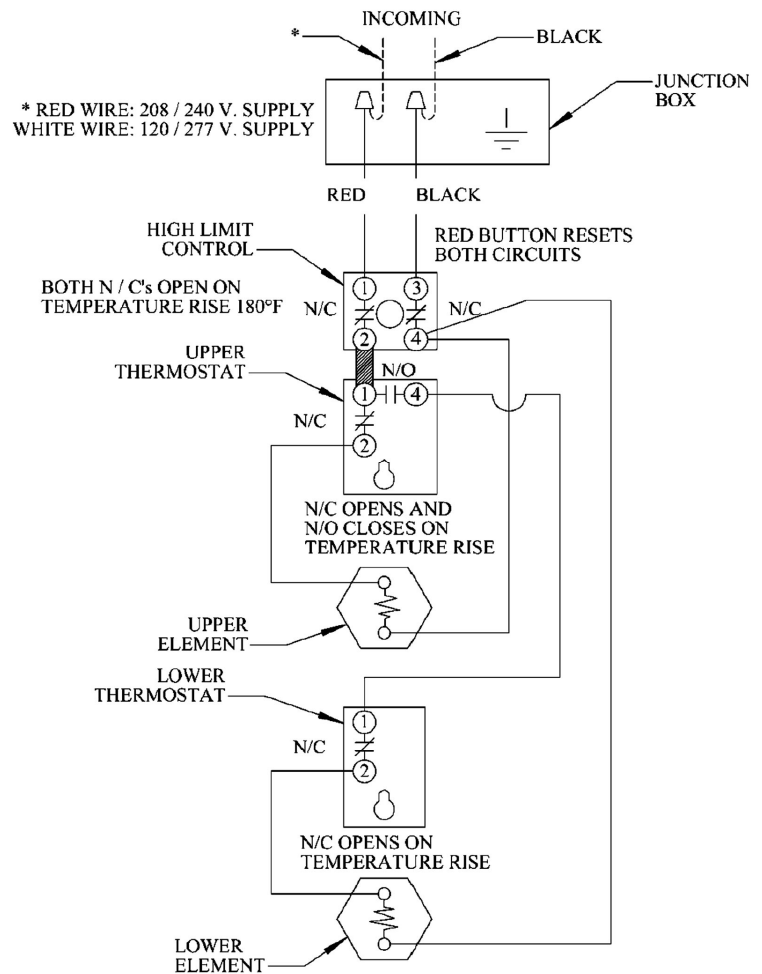 INCOMING
*
BLACK
JUNCTION
BOX
* RED WIRE: 208 / 240 V. SUPPLY
WHITE WIRE: 120 / 277 V. SUPPLY
RED
BLACK
HIGH LIMIT
CONTROL
RED BUTTON RESETS
BOTH CIRCUITS
BOTH N / C's OPEN ON
TEMPERATURE RISE 180°F
1
3
N/C
N/C
2
4
UPPER
THERMOSTAT
N/O
1
4
N/C
2
N/C OPENS AND
N/O CLOSES ON
TEMPERATURE RISE
UPPER
ELEMENT
LOWER
THERMOSTAT
1
N/C
2
N/C OPENS ON
TEMPERATURE RISE
LOWER
ELEMENT